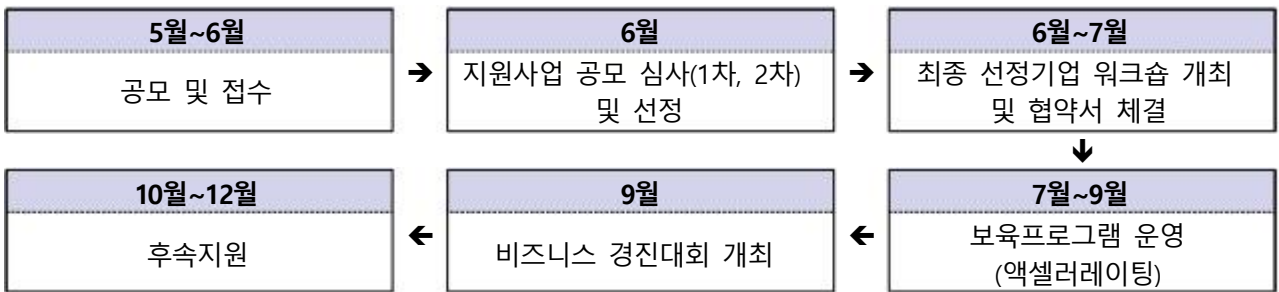 5월~6월
공모 및 접수
➔
6월
지원사업 공모 심사(1차, 2차)
및 선정
➔
6월~7월
최종 선정기업 워크숍 개최
및 협약서 체결
🡻
7월~9월
보육프로그램 운영
(액셀러레이팅)
🡸
9월
비즈니스 경진대회 개최
🡸
10월~12월
후속지원